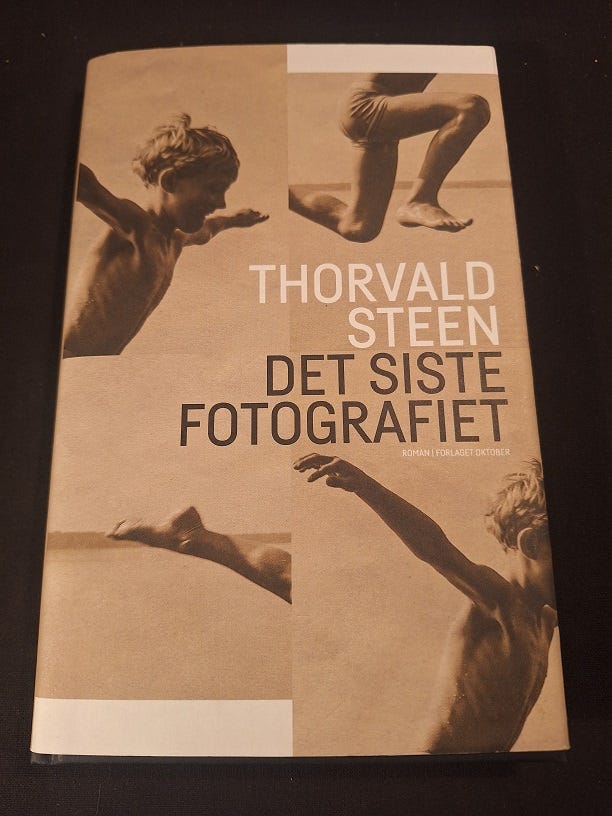 THORVALD
STEEN
DET SISTE
FOTOGRAFIET
ROMAN | FORLAGET OKTOBER